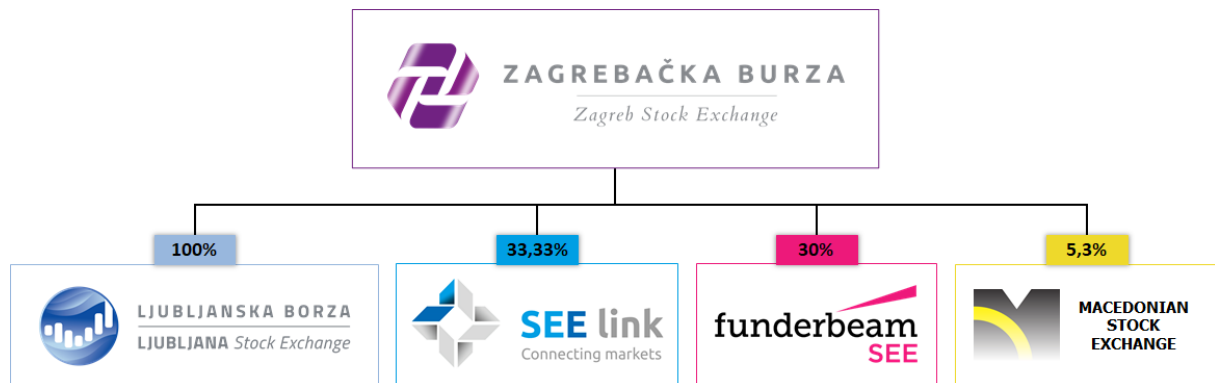 ZAGREBAČKA BURZA
Zagreb Stock Exchange
100%
33,33%
30%
5,3%
LJUBLJANSKA BORZA
LJUBLJANA Stock Exchange
SEE link
Connecting markets
funderbeam
SEE
MACEDONIAN
STOCK
EXCHANGE